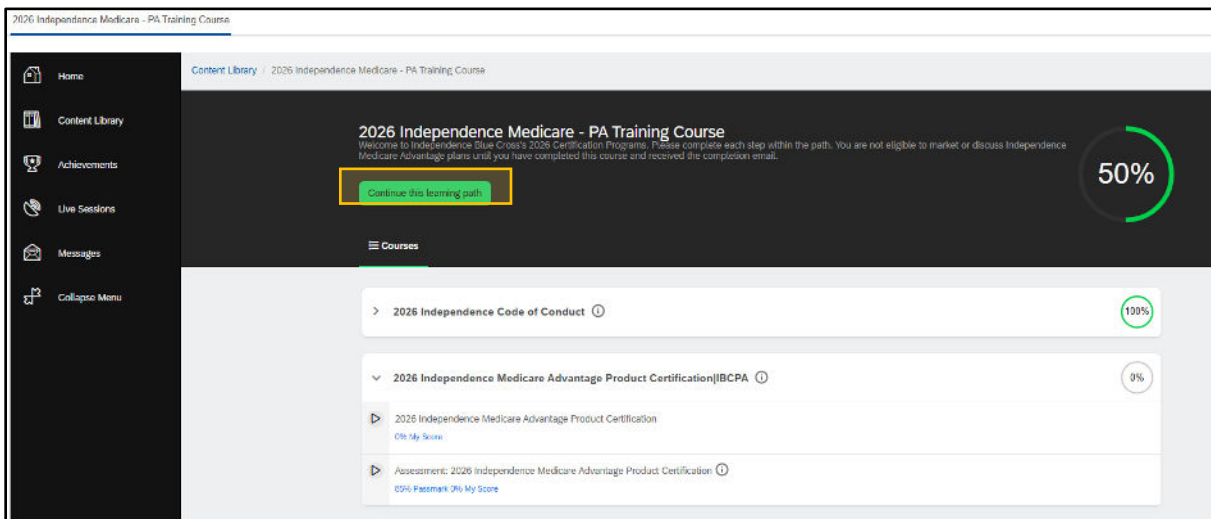 2026 Independence Medicare - PA Training Course
Home
Content Library
Achievements
Live Sessions
Messages
Collapse Menu
Content Library / 2026 Independence Medicare - PA Training Course
2026 Independence Medicare - PA Training Course
Welcome to Independence Blue Cross's 2026 Certification Programs. Please complete each step within the path. You are not eligible to market or discuss Independence
Medicare Advantage plans until you have completed this course and received the completion email.
Continue this learning path
50%
Courses
2026 Independence Code of Conduct
100%
2026 Independence Medicare Advantage Product Certification|IBCPA
0%
2026 Independence Medicare Advantage Product Certification
0% My Score
Assessment: 2026 Independence Medicare Advantage Product Certification
85% Passmark 0% My Score